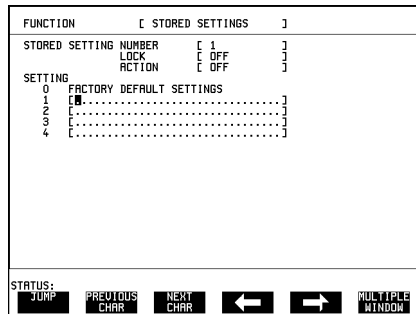 FUNCTION [ STORED SETTINGS ]
STORED SETTING NUMBER [ 1 ]
LOCK [ OFF ]
ACTION [ OFF ]
SETTING
0 FACTORY DEFAULT SETTINGS
1 [..............................]
2 [..............................]
3 [..............................]
4 [..............................]
STATUS:
JUMP PREVIOUS CHAR NEXT CHAR MULTIPLE WINDOW